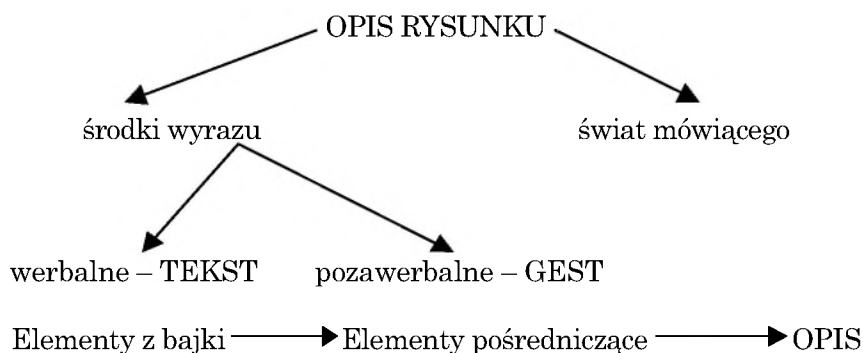 OPIS RYSUNKU
środki wyrazu świat mówiącego
werbalne – TEKST pozawerbalne – GEST
Elementy z bajki Elementy pośredniczące OPIS